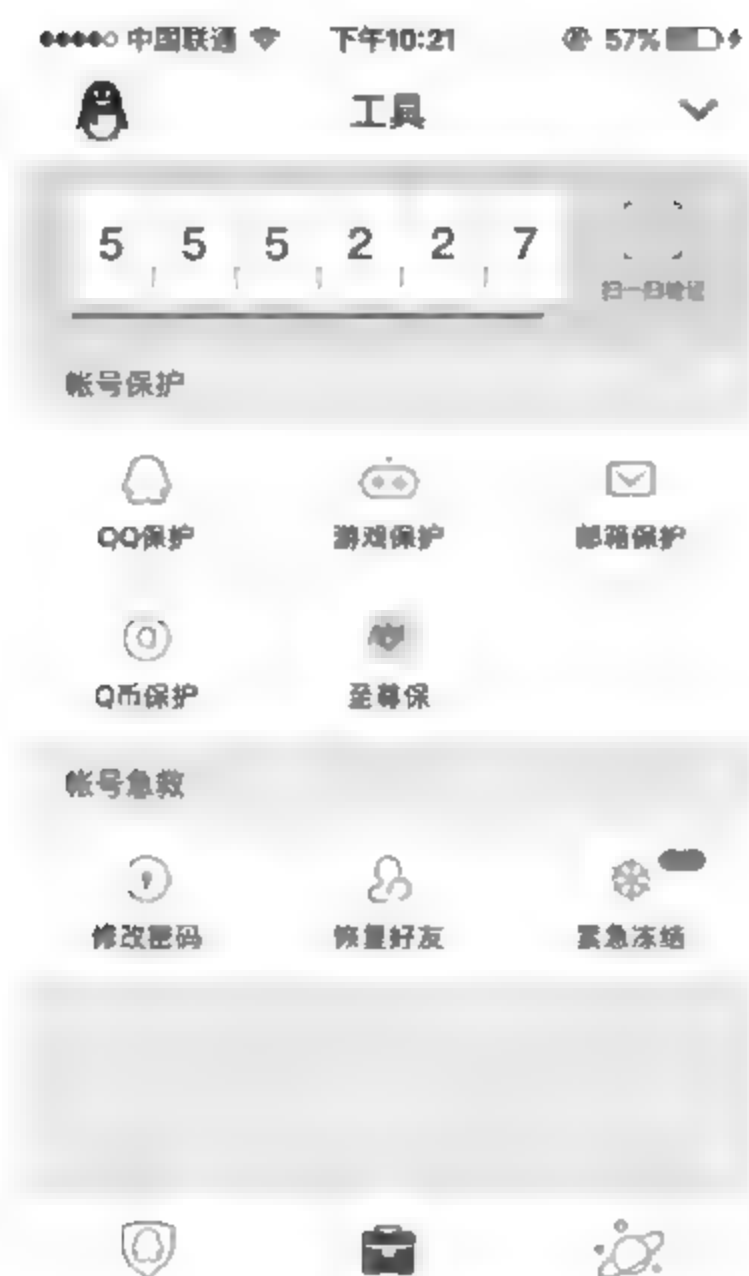 中国联通 下午10:21 57%
工具
5 5 5 2 2 7
扫一扫验证
帐号保护
QQ保护 游戏保护 邮箱保护
Q币保护 至尊保
帐号急救
修改密码 恢复好友 紧急冻结